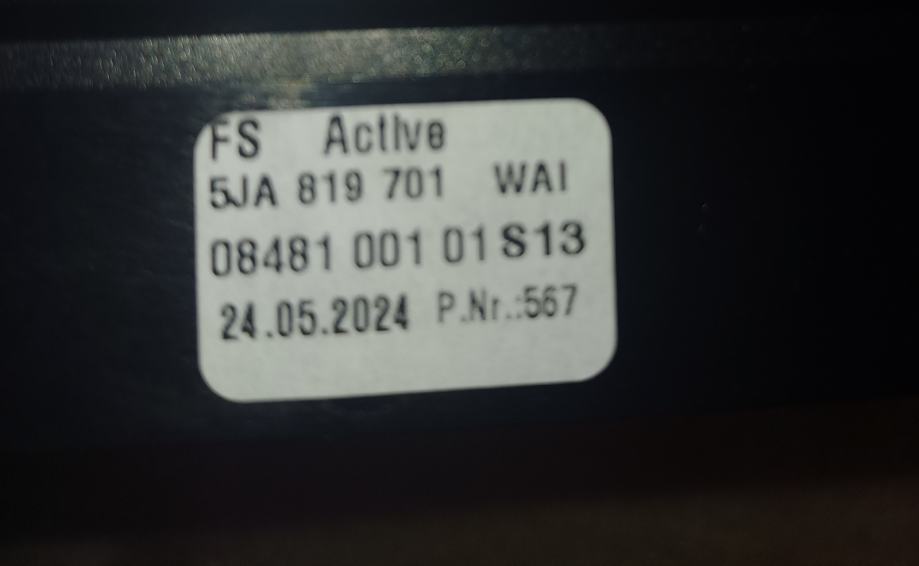 FS Active
5JA 819 701 WAI
08481 001 01 S13
24.05.2024 P.Nr.:567